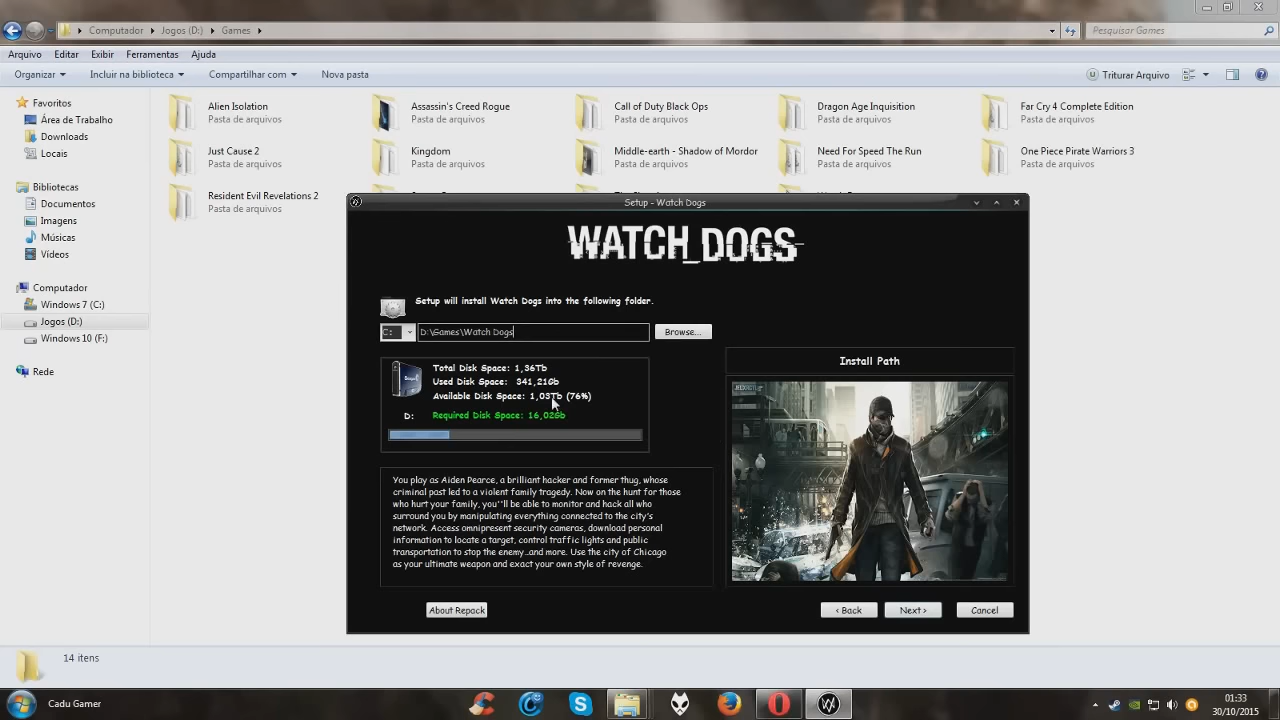 Computador
Jogos (D:)
Games
Pesquisar Games
Arquivo
Editar
Exibir
Ferramentas
Ajuda
Organizar
Incluir na biblioteca
Compartilhar com
Nova pasta
Triturar Arquivo
Favoritos
Área de Trabalho
Downloads
Locais
Bibliotecas
Documentos
Imagens
Músicas
Vídeos
Computador
Windows 7 (C:)
Jogos (D:)
Windows 10 (F:)
Rede
Alien Isolation
Pasta de arquivos
Assassin's Creed Rogue
Pasta de arquivos
Call of Duty Black Ops
Pasta de arquivos
Dragon Age Inquisition
Pasta de arquivos
Far Cry 4 Complete Edition
Pasta de arquivos
Just Cause 2
Pasta de arquivos
Kingdom
Pasta de arquivos
Middle-earth - Shadow of Mordor
Pasta de arquivos
Need For Speed The Run
Pasta de arquivos
One Piece Pirate Warriors 3
Pasta de arquivos
Resident Evil Revelations 2
Pasta de arquivos
Setup - Watch Dogs
WATCH_DOGS
Setup will install Watch Dogs into the following folder.
C:
D:\Games\Watch Dogs
Browse...
Total Disk Space: 1,36Tb
Used Disk Space: 341,21Gb
Available Disk Space: 1,03Tb (76%)
D:
Required Disk Space: 16,02Gb
Install Path
You play as Aiden Pearce, a brilliant hacker and former thug, whose
criminal past led to a violent family tragedy. Now on the hunt for those
who hurt your family, you''ll be able to monitor and hack all who
surround you by manipulating everything connected to the city's
network. Access omnipresent security cameras, download personal
information to locate a target, control traffic lights and public
transportation to stop the enemy…and more. Use the city of Chicago
as your ultimate weapon and exact your own style of revenge.
About Repack
< Back
Next >
Cancel
14 itens
Cadu Gamer
01:33
30/10/2015